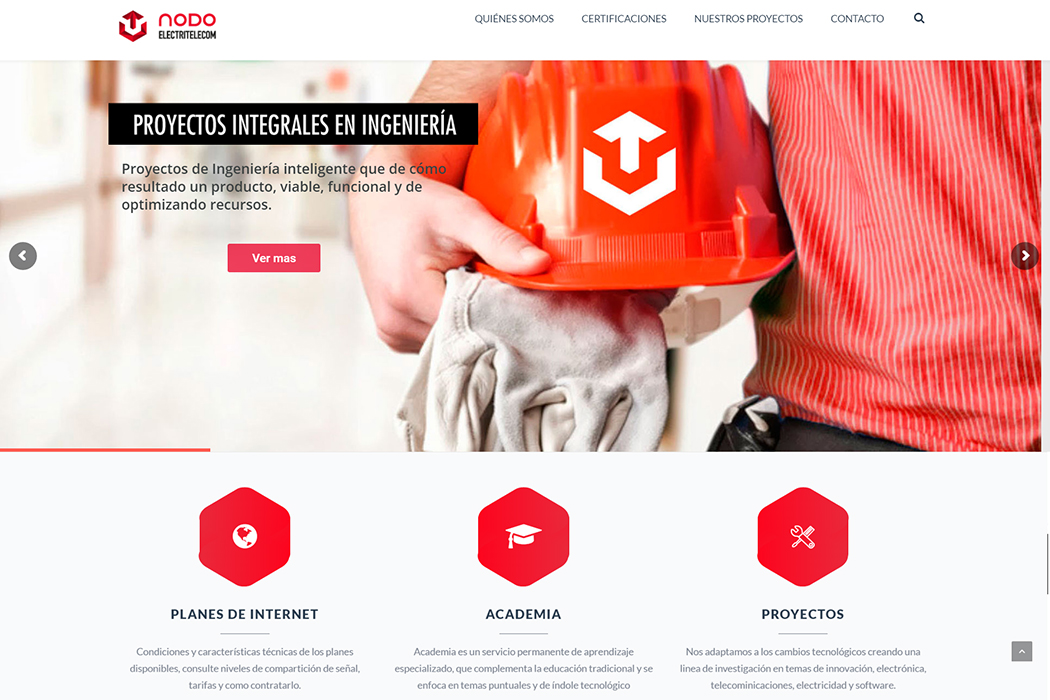 NODO
ELECTRITELECOM
QUIÉNES SOMOS CERTIFICACIONES NUESTROS PROYECTOS CONTACTO
PROYECTOS INTEGRALES EN INGENIERÍA
Proyectos de Ingeniería inteligente que de cómo
resultado un producto, viable, funcional y de
optimizando recursos.
Ver mas
PLANES DE INTERNET
Condiciones y características técnicas de los planes
disponibles, consulte niveles de compartición de señal,
tarifas y como contratarlo.
ACADEMIA
Academia es un servicio permanente de aprendizaje
especializado, que complementa la educación tradicional y se
enfoca en temas puntuales y de índole tecnológico
PROYECTOS
Nos adaptamos a los cambios tecnológicos creando una
linea de investigación en temas de innovación, electrónica,
telecominicaciones, electricidad y software.